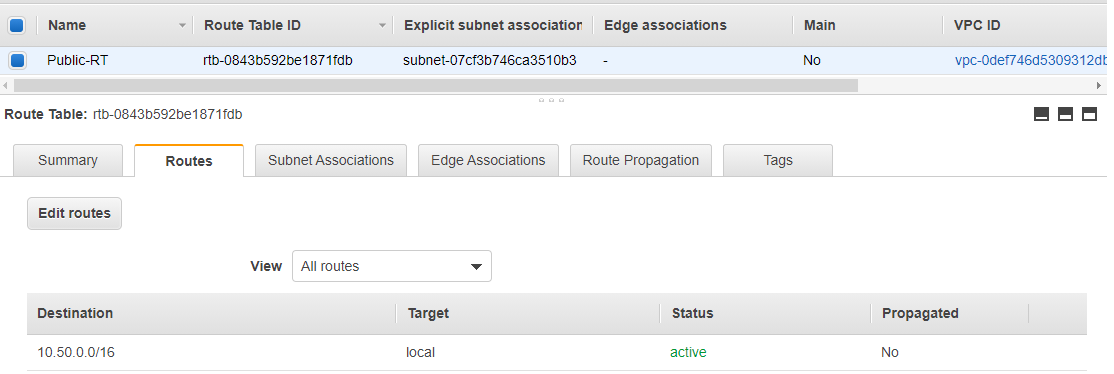 Name Route Table ID Explicit subnet association Edge associations Main VPC ID
Public-RT rtb-0843b592be1871fdb subnet-07cf3b746ca3510b3 - No vpc-0def746d5309312db
Route Table: rtb-0843b592be1871fdb
Summary Routes Subnet Associations Edge Associations Route Propagation Tags
Edit routes
View All routes
Destination Target Status Propagated
10.50.0.0/16 local active No